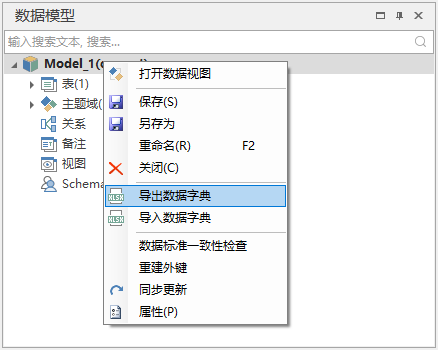 数据模型
输入搜索文本, 搜索...
Model_1(
打开数据视图
表(1)
保存(S)
主题域(
另存为
关系
重命名(R) F2
备注
关闭(C)
视图
Schema
导出数据字典
导入数据字典
数据标准一致性检查
重建外键
同步更新
属性(P)